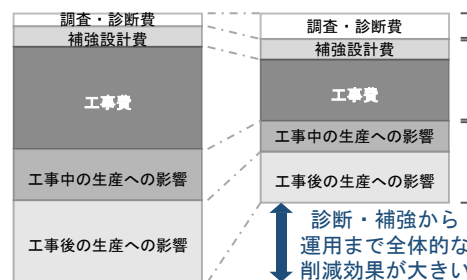 調査・診断費
補強設計費
工事費
工事中の生産への影響
工事後の生産への影響
調査・診断費
補強設計費
工事費
工事中の生産への影響
工事後の生産への影響
診断・補強から
運用まで全体的な
削減効果が大きい